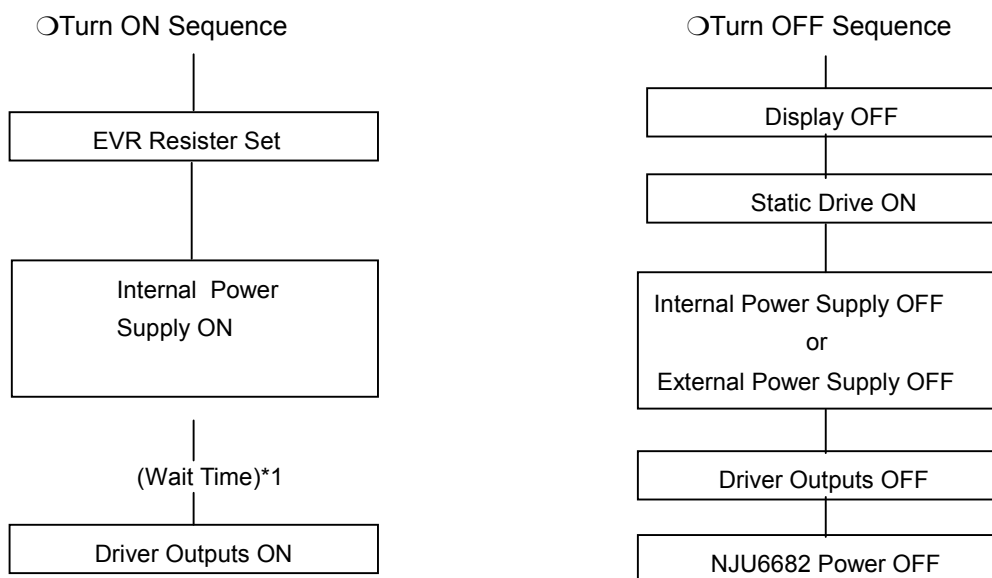 ❍Turn ON Sequence
EVR Resister Set
Internal Power
Supply ON
(Wait Time)*1
Driver Outputs ON
❍Turn OFF Sequence
Display OFF
Static Drive ON
Internal Power Supply OFF
or
External Power Supply OFF
Driver Outputs OFF
NJU6682 Power OFF